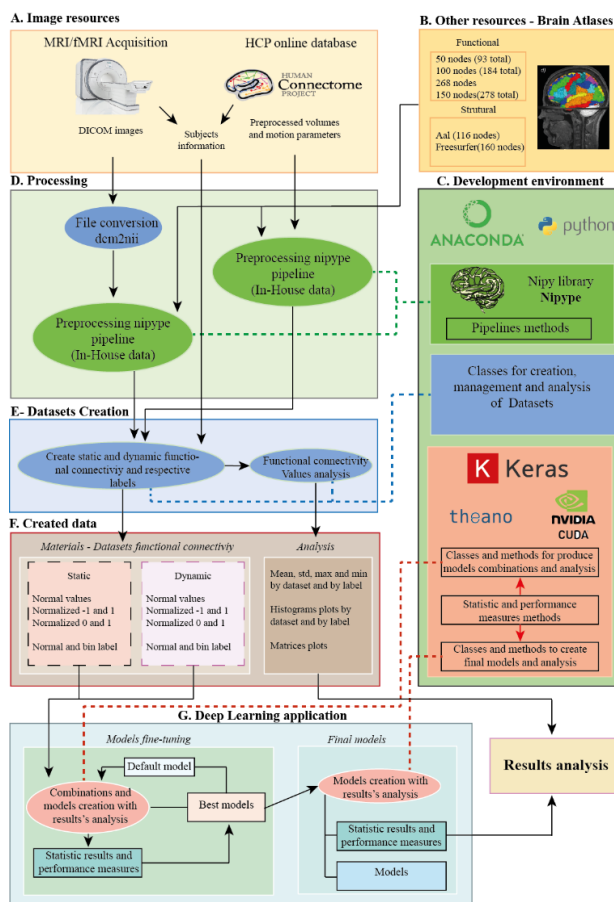 A. Image resources
MRI/fMRI Acquisition
HCP online database
HUMAN
Connectome
PROJECT
DICOM images
Subjects
information
Preprocessed volumes
and motion parameters
B. Other resources - Brain Atlases
Functional
50 nodes (93 total)
100 nodes (184 total)
268 nodes
150 nodes(278 total)
Strutural
Aal (116 nodes)
Freesurfer(160 nodes)
D. Processing
File conversion
dcm2nii
Preprocessing nipype
pipeline
(In-House data)
Preprocessing nipype
pipeline
(In-House data)
C. Development environment
ANACONDA
python
Nipy library
Nipype
Pipelines methods
Classes for creation,
management and analysis
of Datasets
Keras
theano
NVIDIA
CUDA
Classes and methods for produce
models combinations and analysis
Statistic and performance
measures methods
Classes and methods to create
final models and analysis
E- Datasets Creation
Create static and dynamic functio-
nal connectivity and respective
labels
Functional connectivity
Values analysis
F. Created data
Materials - Datasets functional connectiviy
Static
Normal values
Normalized -1 and 1
Normalized 0 and 1
Normal and bin label
Dynamic
Normal values
Normalized -1 and 1
Normalized 0 and 1
Normal and bin label
Analysis
Mean, std, max and min
by dataset and by label
Histograms plots by
dataset and by label
Matrices plots
G. Deep Learning application
Models fine-tuning
Default model
Combinations and
models creation with
results's analysis
Best models
Statistic results and
performance measures
Final models
Models creation with
results's analysis
Statistic results and
performance measures
Models
Results analysis